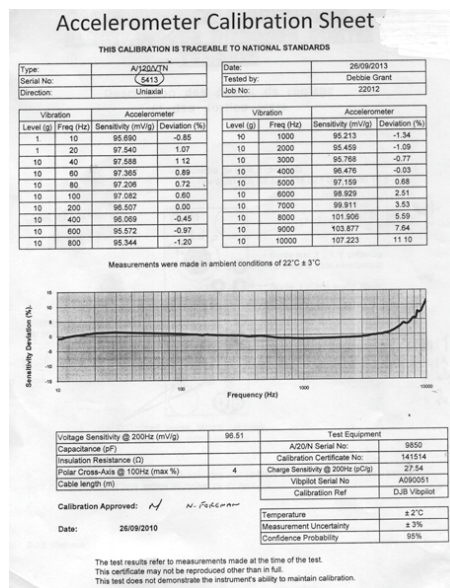 Accelerometer Calibration Sheet
THIS CALIBRATION IS TRACEABLE TO NATIONAL STANDARDS
Type: A/120/VTN
Serial No: 5413
Direction: Uniaxial
Date: 26/09/2013
Tested by: Debbie Grant
Job No: 22012
Vibration Accelerometer
Level (g) Freq (Hz) Sensitivity (mV/g) Deviation (%)
1 10 95.690 -0.85
1 20 97.540 1.07
10 40 97.588 1 12
10 60 97.365 0.89
10 80 97.206 0.72
10 100 97.082 0.60
10 200 96.507 0.00
10 400 96.069 -0.45
10 600 95.572 -0.97
10 800 95.344 -1.20
Vibration Accelerometer
Level (g) Freq (Hz) Sensitivity (mV/g) Deviation (%)
10 1000 95.213 -1.34
10 2000 95.459 -1.09
10 3000 95.768 -0.77
10 4000 96.476 -0.03
10 5000 97.159 0.68
10 6000 98.929 2.51
10 7000 99.911 3.53
10 8000 101.906 5.59
10 9000 103.877 7.64
10 10000 107.223 11 10
Measurements were made in ambient conditions of 22°C ± 3°C
Sensitivity Deviation (%).
10 100 1000 10000
Frequency (Hz)
Voltage Sensitivity @ 200Hz (mV/g) 96.51
Capacitance (pF)
Insulation Resistance (Ω)
Polar Cross-Axis @ 100Hz (max %) 4
Cable length (m)
Test Equipment
A/20/N Serial No: 9850
Calibration Certificate No: 141514
Charge Sensitivity @ 200Hz (pC/g) 27.54
Vibpilot Serial No A090051
Calibration Ref DJB Vibpilot
Calibration Approved: N. FOREMAN
Date: 26/09/2010
Temperature ± 2°C
Measurement Uncertainty ± 3%
Confidence Probability 95%
The test results refer to measurements made at the time of the test.
This certificate may not be reproduced other than in full.
This test does not demonstrate the instrument's ability to maintain calibration.